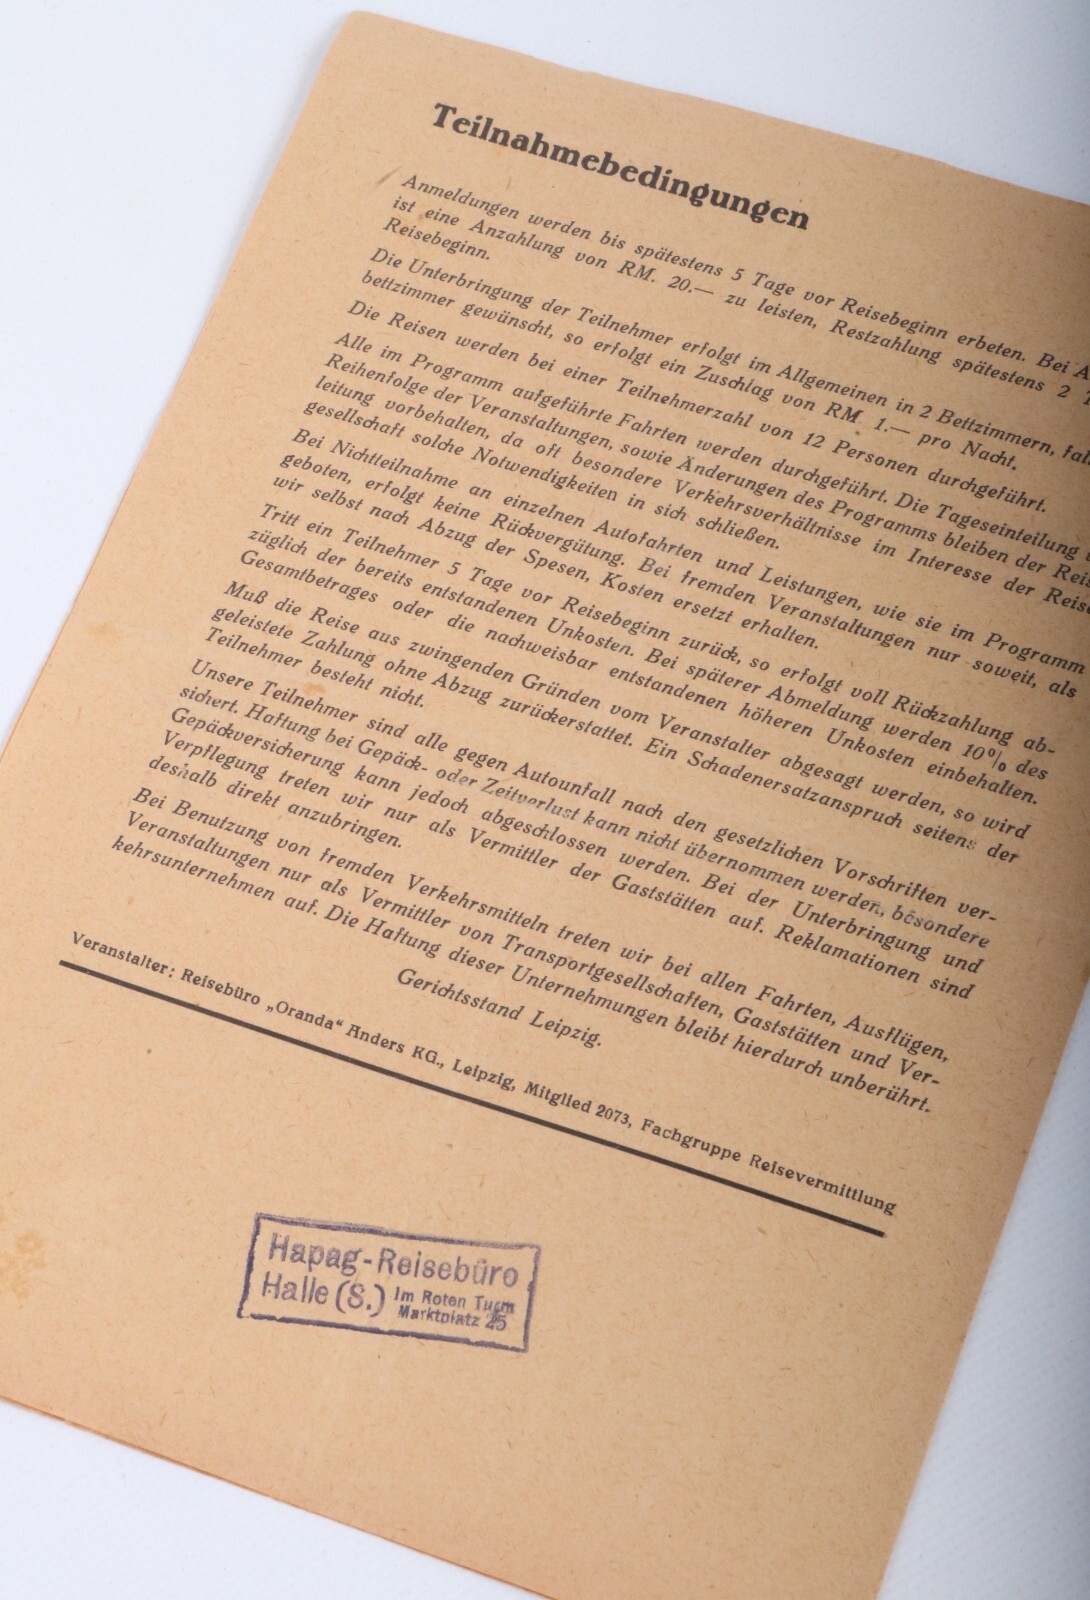 Teilnahmebedingungen
Anmeldungen werden bis spätestens 5 Tage vor Reisebeginn erbeten. Bei
ist eine Anzahlung von RM. 20.— zu leisten, Restzahlung spätestens 2
Reisebeginn.
Die Unterbringung der Teilnehmer erfolgt im Allgemeinen in 2 Bettzimmern,
bettzimmer gewünscht, so erfolgt ein Zuschlag von RM 1.— pro Nacht.
Die Reisen werden bei einer Teilnehmerzahl von 12 Personen durchgeführt.
Alle im Programm aufgeführte Fahrten werden durchgeführt. Die Tageseinteilung
Reihenfolge der Veranstaltungen, sowie Änderungen des Programms bleiben der
leitung vorbehalten, da oft besondere Verkehrsverhältnisse im Interesse der
gesellschaft solche Notwendigkeiten in sich schließen.
Bei Nichtteilnahme an einzelnen Autofahrten und Leistungen, wie sie im Programm
geboten, erfolgt keine Rückvergütung. Bei fremden Veranstaltungen nur soweit, als
wir selbst nach Abzug der Spesen, Kosten ersetzt erhalten.
Tritt ein Teilnehmer 5 Tage vor Reisebeginn zurück, so erfolgt voll Rückzahlung ab-
züglich der bereits entstandenen Unkosten. Bei späterer Abmeldung werden 10% des
Gesamtbetrages oder die nachweisbar entstandenen höheren Unkosten einbehalten.
Muß die Reise aus zwingenden Gründen vom Veranstalter abgesagt werden, so wird
geleistete Zahlung ohne Abzug zurückerstattet. Ein Schadenersatzanspruch seitens der
Teilnehmer besteht nicht.
Unsere Teilnehmer sind alle gegen Autounfall nach den gesetzlichen Vorschriften ver-
sichert. Haftung bei Gepäck- oder Zeitverlust kann nicht übernommen werden, besondere
Gepäckversicherung kann jedoch abgeschlossen werden. Bei der Unterbringung und
Verpflegung treten wir nur als Vermittler der Gaststätten auf. Reklamationen sind
deshalb direkt anzubringen.
Bei Benutzung von fremden Verkehrsmitteln treten wir bei allen Fahrten, Ausflügen,
Veranstaltungen nur als Vermittler von Transportgesellschaften, Gaststätten und Ver-
kehrsunternehmen auf. Die Haftung dieser Unternehmungen bleibt hierdurch unberührt.
Gerichtsstand Leipzig.
Veranstalter: Reisebüro „Oranda“ Anders KG., Leipzig, Mitglied 2073, Fachgruppe Reisevermittlung
Hapag-Reisebüro
Halle (S.) Im Roten Turm
Marktplatz 25